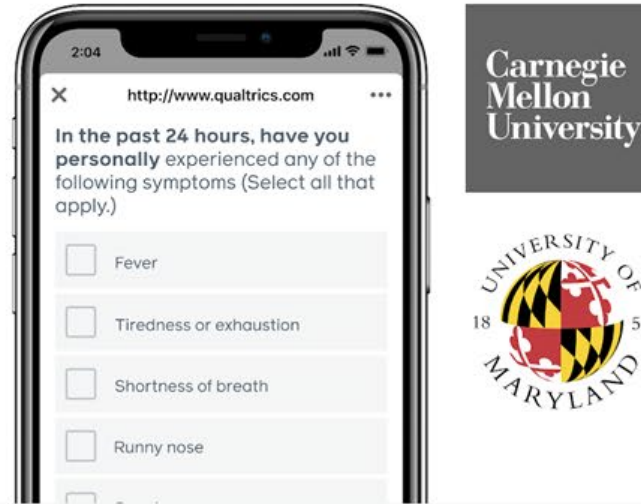 2:04
http://www.qualtrics.com
In the past 24 hours, have you
personally experienced any of the
following symptoms (Select all that
apply.)
Fever
Tiredness or exhaustion
Shortness of breath
Runny nose
Carnegie
Mellon
University
UNIVERSITY OF
18 5
MARYLAND